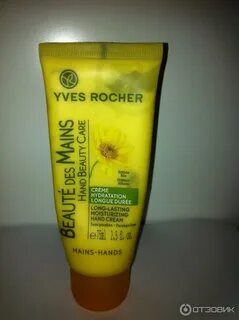 YVES ROCHER
BEAUTÉ DES MAINS
HAND BEAUTY CARE
CRÈME
HYDRATATION
LONGUE DURÉE
LONG-LASTING
MOISTURIZING
HAND CREAM
MAINS • HANDS
ОТЗОВИК